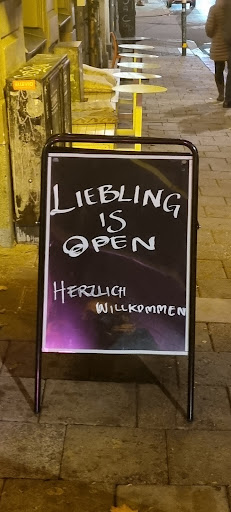 LIEBLING
IS
OPEN
HERZLICH
WILLKOMMEN